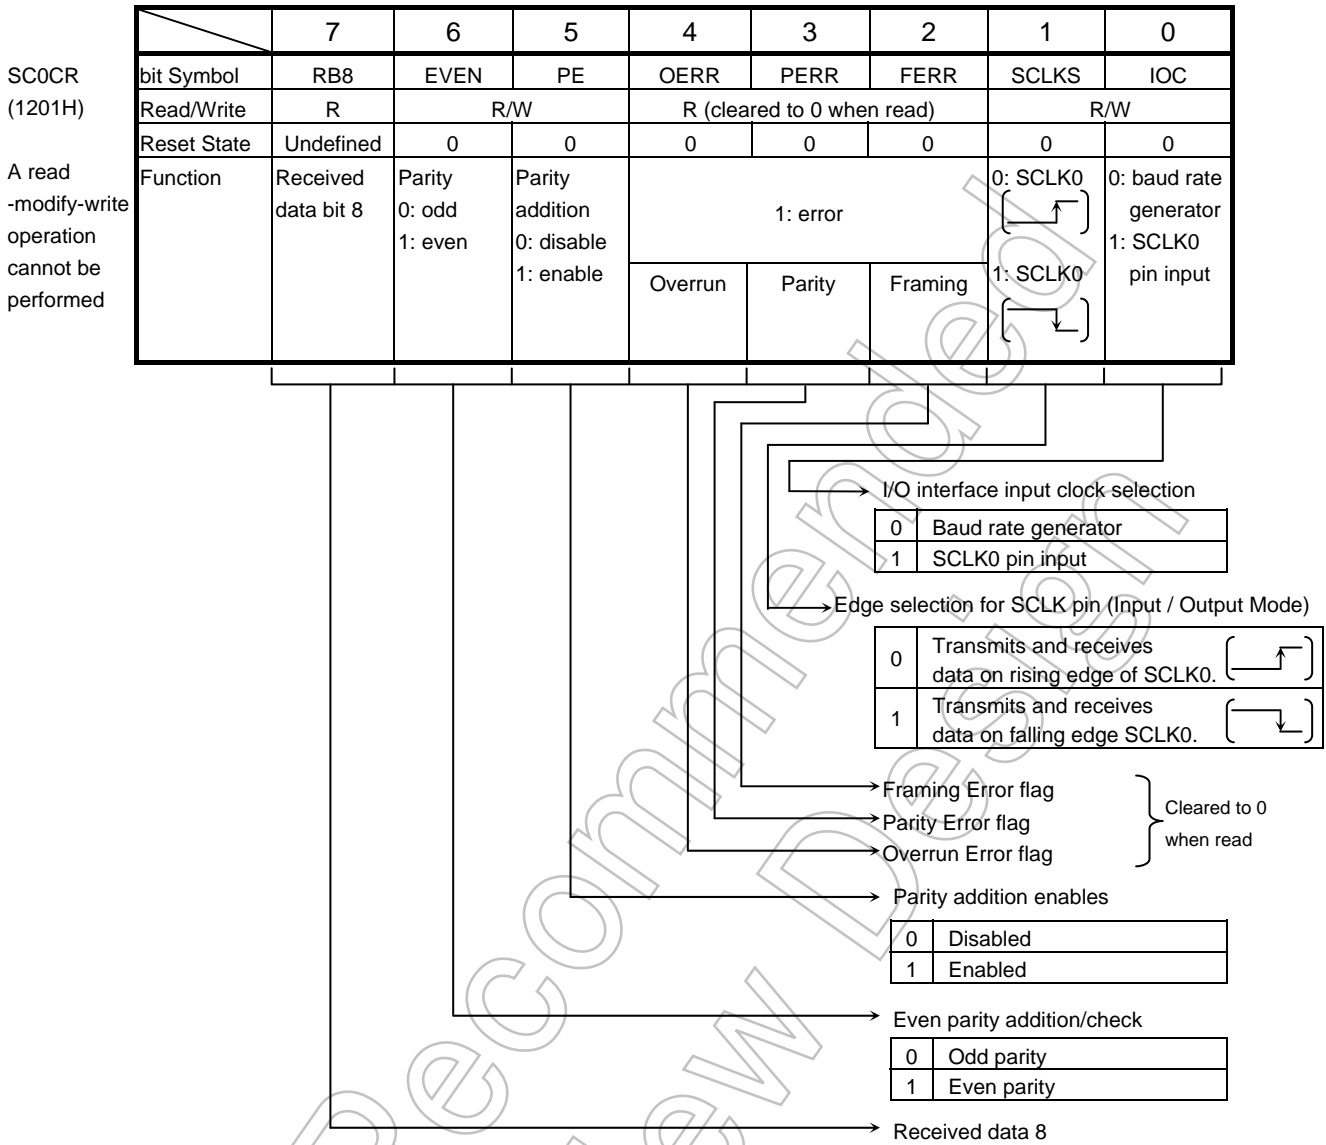 7 6 5 4 3 2 1 0
SC0CR
(1201H)
bit Symbol RB8 EVEN PE OERR PERR FERR SCLKS IOC
Read/Write R R/W R (cleared to 0 when read) R/W
Reset State Undefined 0 0 0 0 0 0 0
A read
-modify-write
operation
cannot be
performed
Function
Received
data bit 8
Parity
0: odd
1: even
Parity
addition
0: disable
1: enable
1: error
Overrun Parity Framing
0: SCLK0
1: SCLK0
0: baud rate
generator
1: SCLK0
pin input
I/O interface input clock selection
0 Baud rate generator
1 SCLK0 pin input
Edge selection for SCLK pin (Input / Output Mode)
0 Transmits and receives
data on rising edge of SCLK0.
1 Transmits and receives
data on falling edge SCLK0.
Framing Error flag
Parity Error flag
Overrun Error flag
Cleared to 0
when read
Parity addition enables
0 Disabled
1 Enabled
Even parity addition/check
0 Odd parity
1 Even parity
Received data 8
Recommended
ew Design